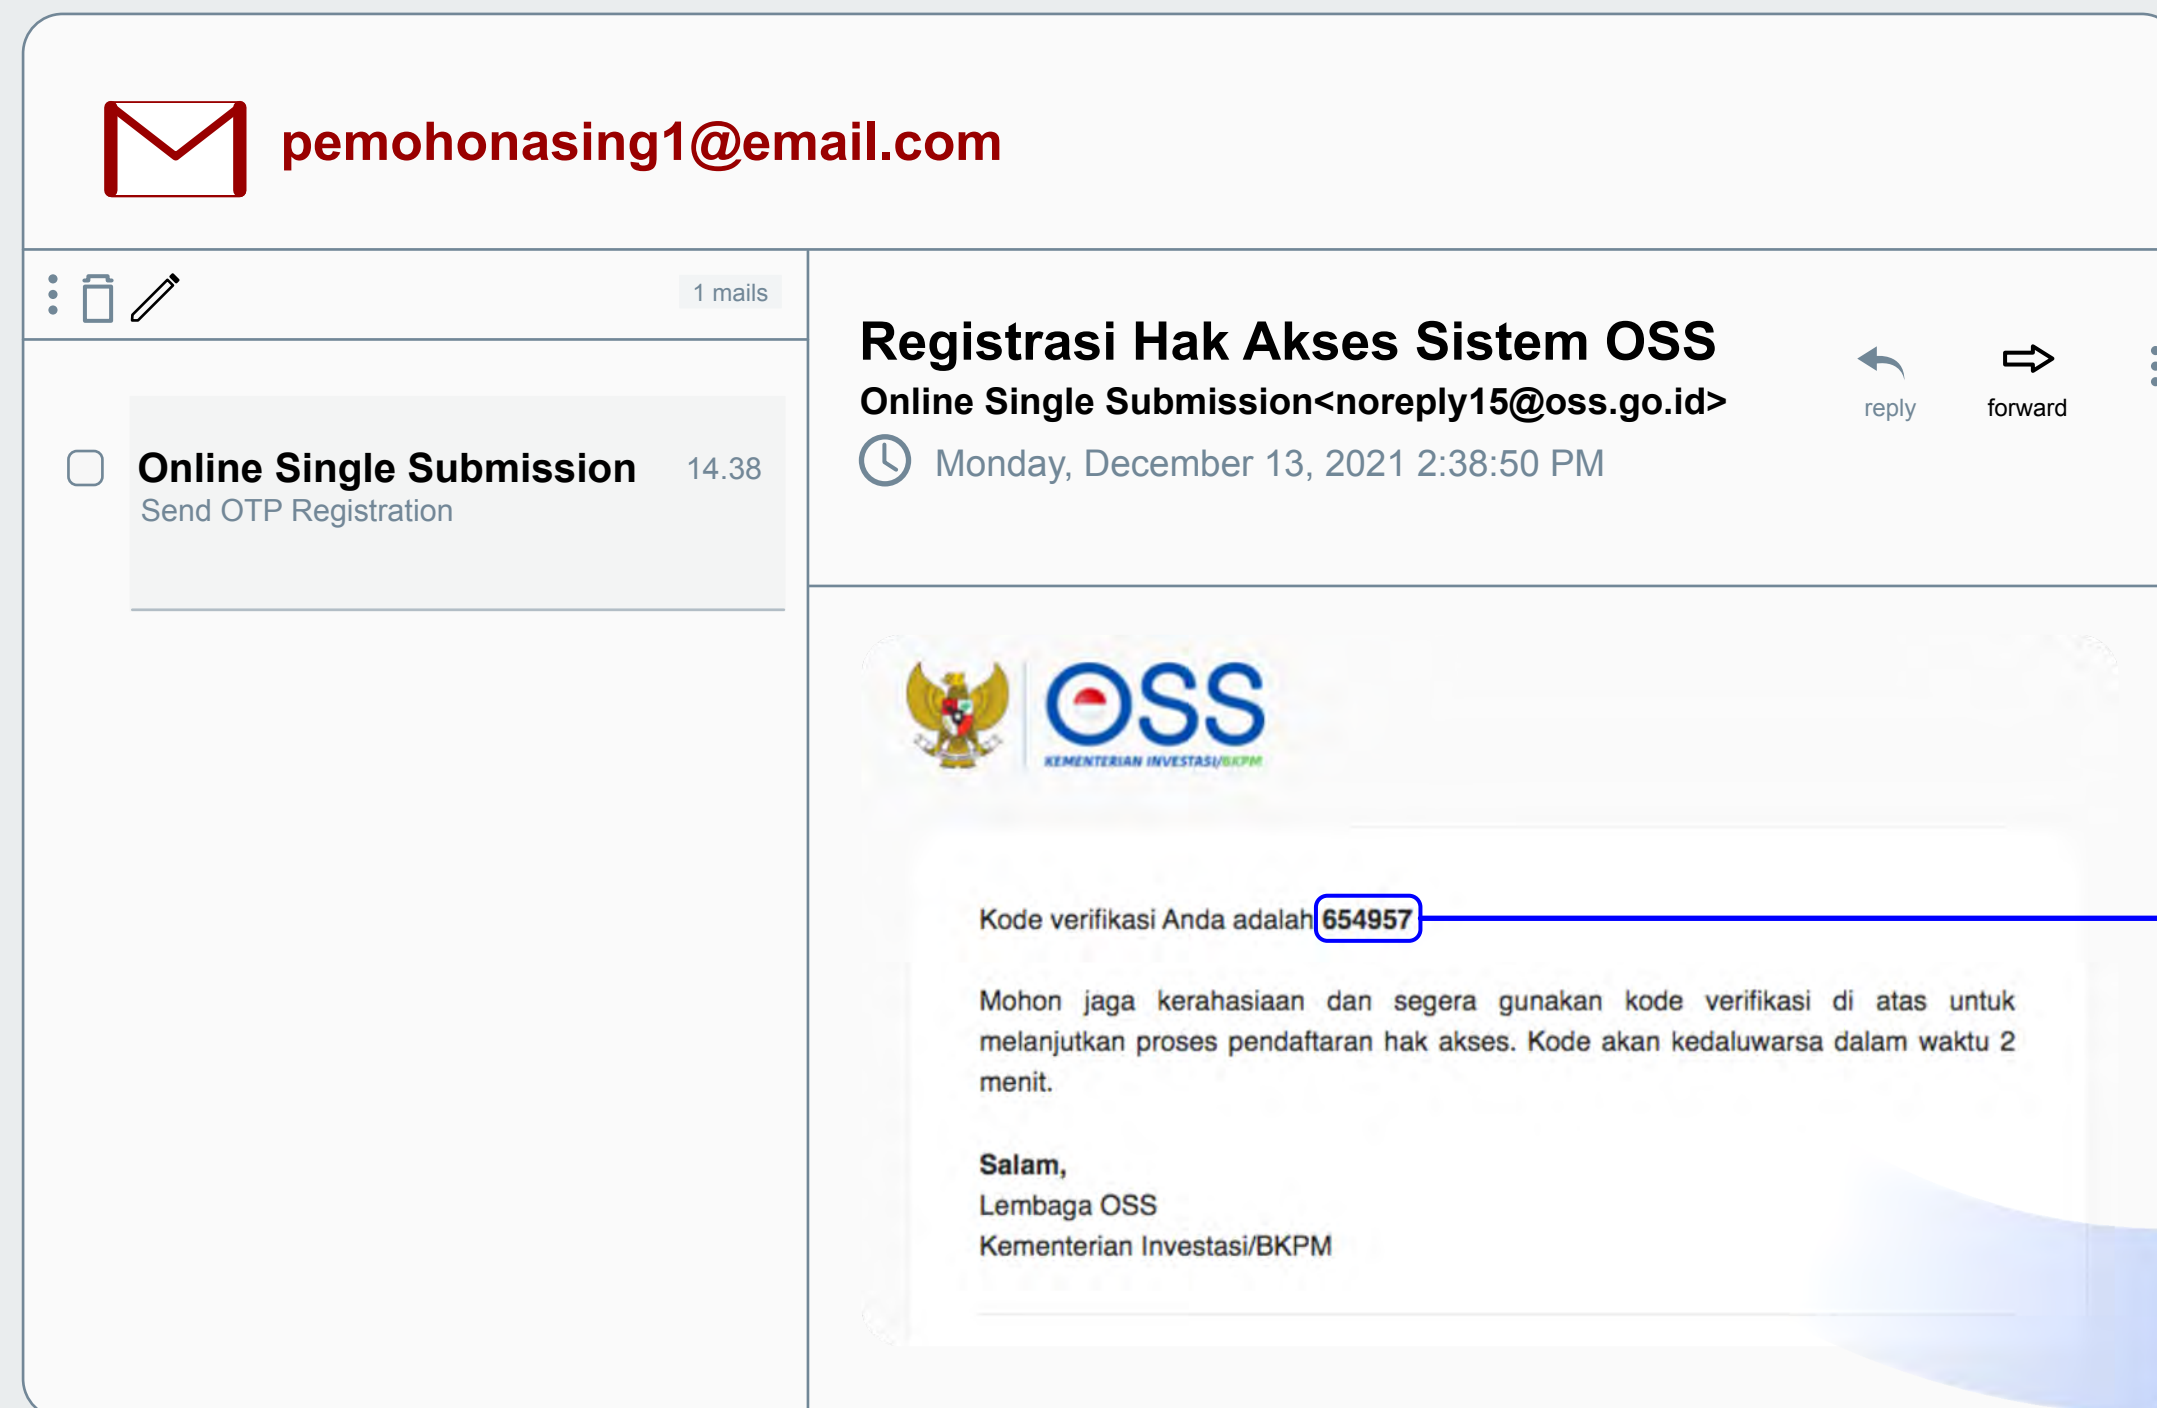 pemohonasing1@email.com
1 mails
Online Single Submission 14.38
Send OTP Registration
Registrasi Hak Akses Sistem OSS
Online Single Submission<noreply15@oss.go.id>
reply forward
Monday, December 13, 2021 2:38:50 PM
OSS
KEMENTERIAN INVESTASI/BKPM
Kode verifikasi Anda adalah 654957
Mohon jaga kerahasiaan dan segera gunakan kode verifikasi di atas untuk
melanjutkan proses pendaftaran hak akses. Kode akan kedaluwarsa dalam waktu 2
menit.
Salam,
Lembaga OSS
Kementerian Investasi/BKPM